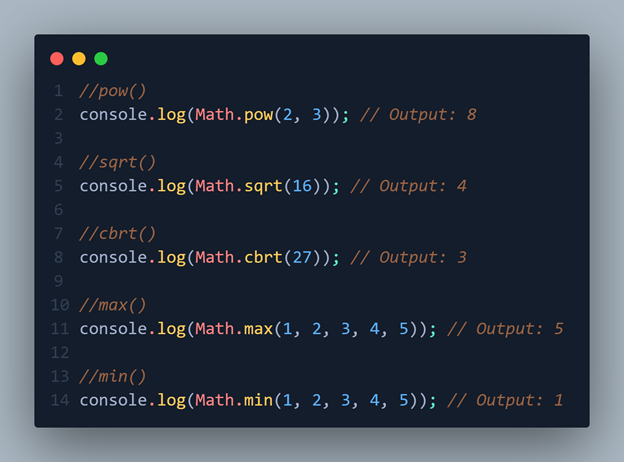 1 //pow()
2 console.log(Math.pow(2, 3)); // Output: 8
3
4 //sqrt()
5 console.log(Math.sqrt(16)); // Output: 4
6
7 //cbrt()
8 console.log(Math.cbrt(27)); // Output: 3
9
10 //max()
11 console.log(Math.max(1, 2, 3, 4, 5)); // Output: 5
12
13 //min()
14 console.log(Math.min(1, 2, 3, 4, 5)); // Output: 1